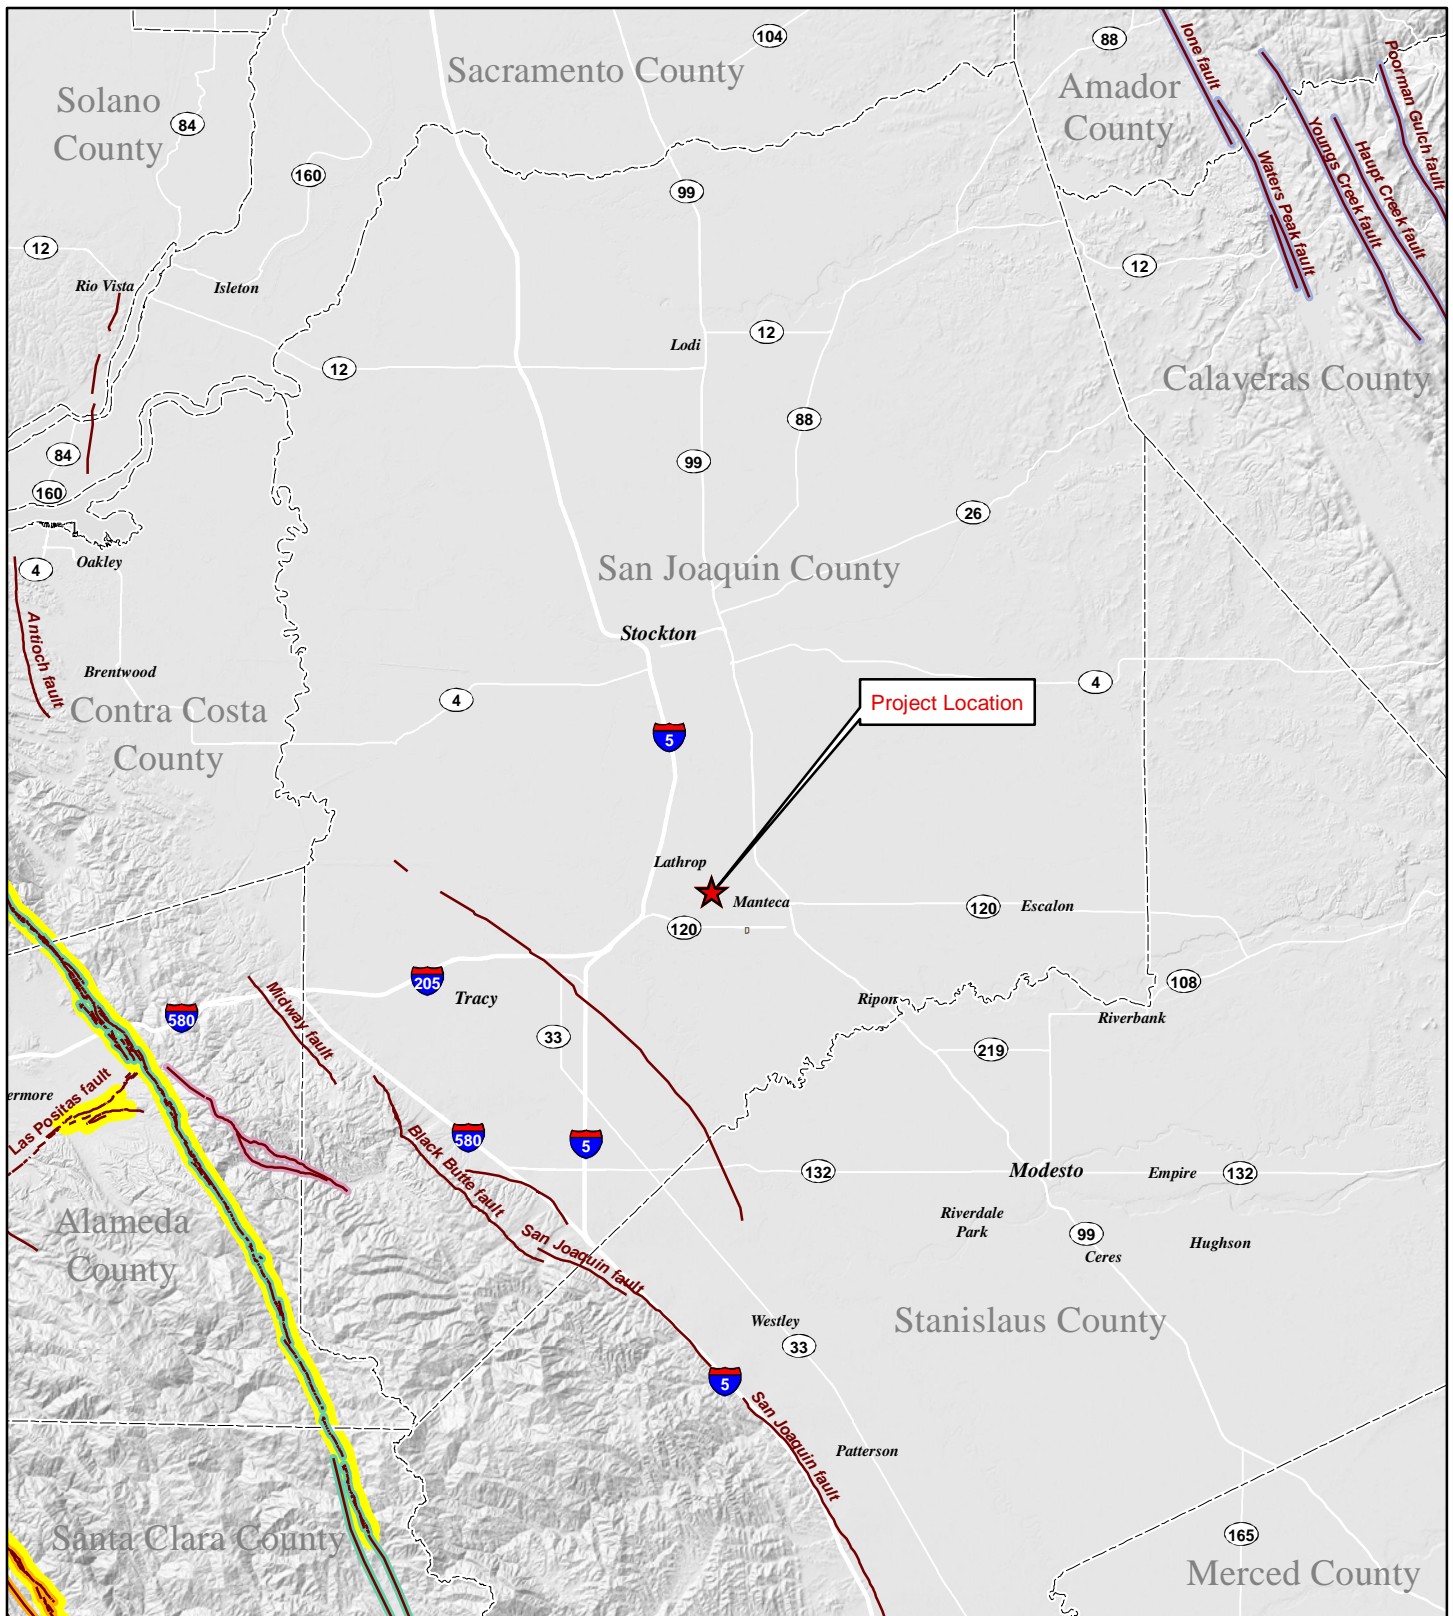 104
88
Ione fault
Poorman Gulch fault
Sacramento County
Solano
County
84
Amador
County
160
99
Youngs Creek fault
Haupt Creek fault
Waters Peak fault
12
12
Rio Vista
Isleton
12
Lodi
12
Calaveras County
88
84
99
160
26
Oakley
4
San Joaquin County
Antioch fault
Stockton
Brentwood
4
4
Contra Costa
County
Project Location
5
Lathrop
Manteca
120
Escalon
120
205
Tracy
Midway fault
580
108
Ripon
Riverbank
33
219
ermore
Las Positas fault
Black Butte fault
580
5
132
Modesto
Empire
132
Alameda
County
Riverdale
Park
99
Ceres
Hughson
San Joaquin fault
Westley
33
Stanislaus County
5
San Joaquin fault
Patterson
Santa Clara County
165
Merced County